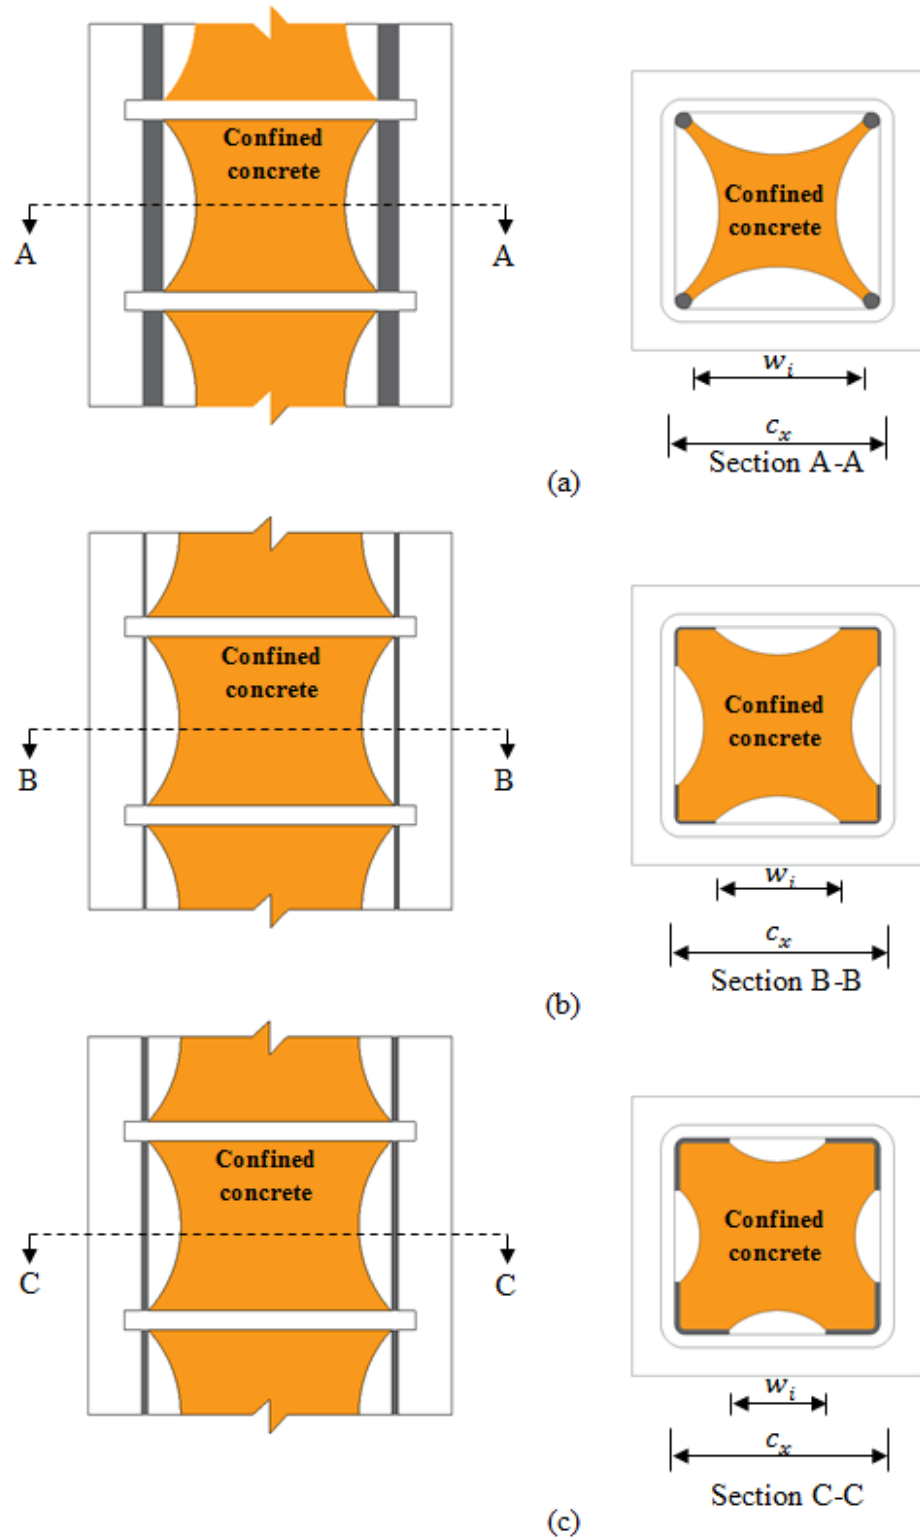 Confined
concrete
A
A
Confined
concrete
w_i
c_x
Section A-A
(a)
Confined
concrete
B
B
Confined
concrete
w_i
c_x
Section B-B
(b)
Confined
concrete
C
C
Confined
concrete
w_i
c_x
Section C-C
(c)